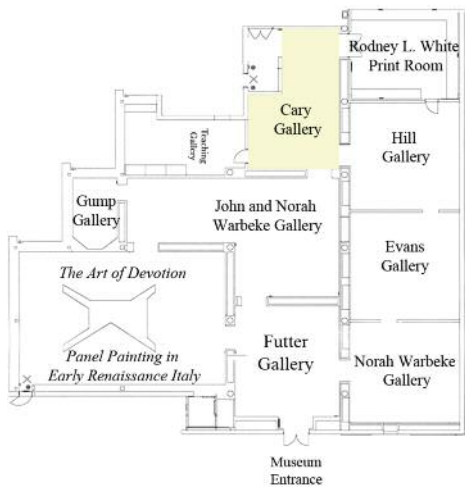 Rodney L. White
Print Room
Cary
Gallery
Teaching
Gallery
Hill
Gallery
Gump
Gallery
John and Norah
Warbeke Gallery
Evans
Gallery
The Art of Devotion
Panel Painting in
Early Renaissance Italy
Futter
Gallery
Norah Warbeke
Gallery
Museum
Entrance